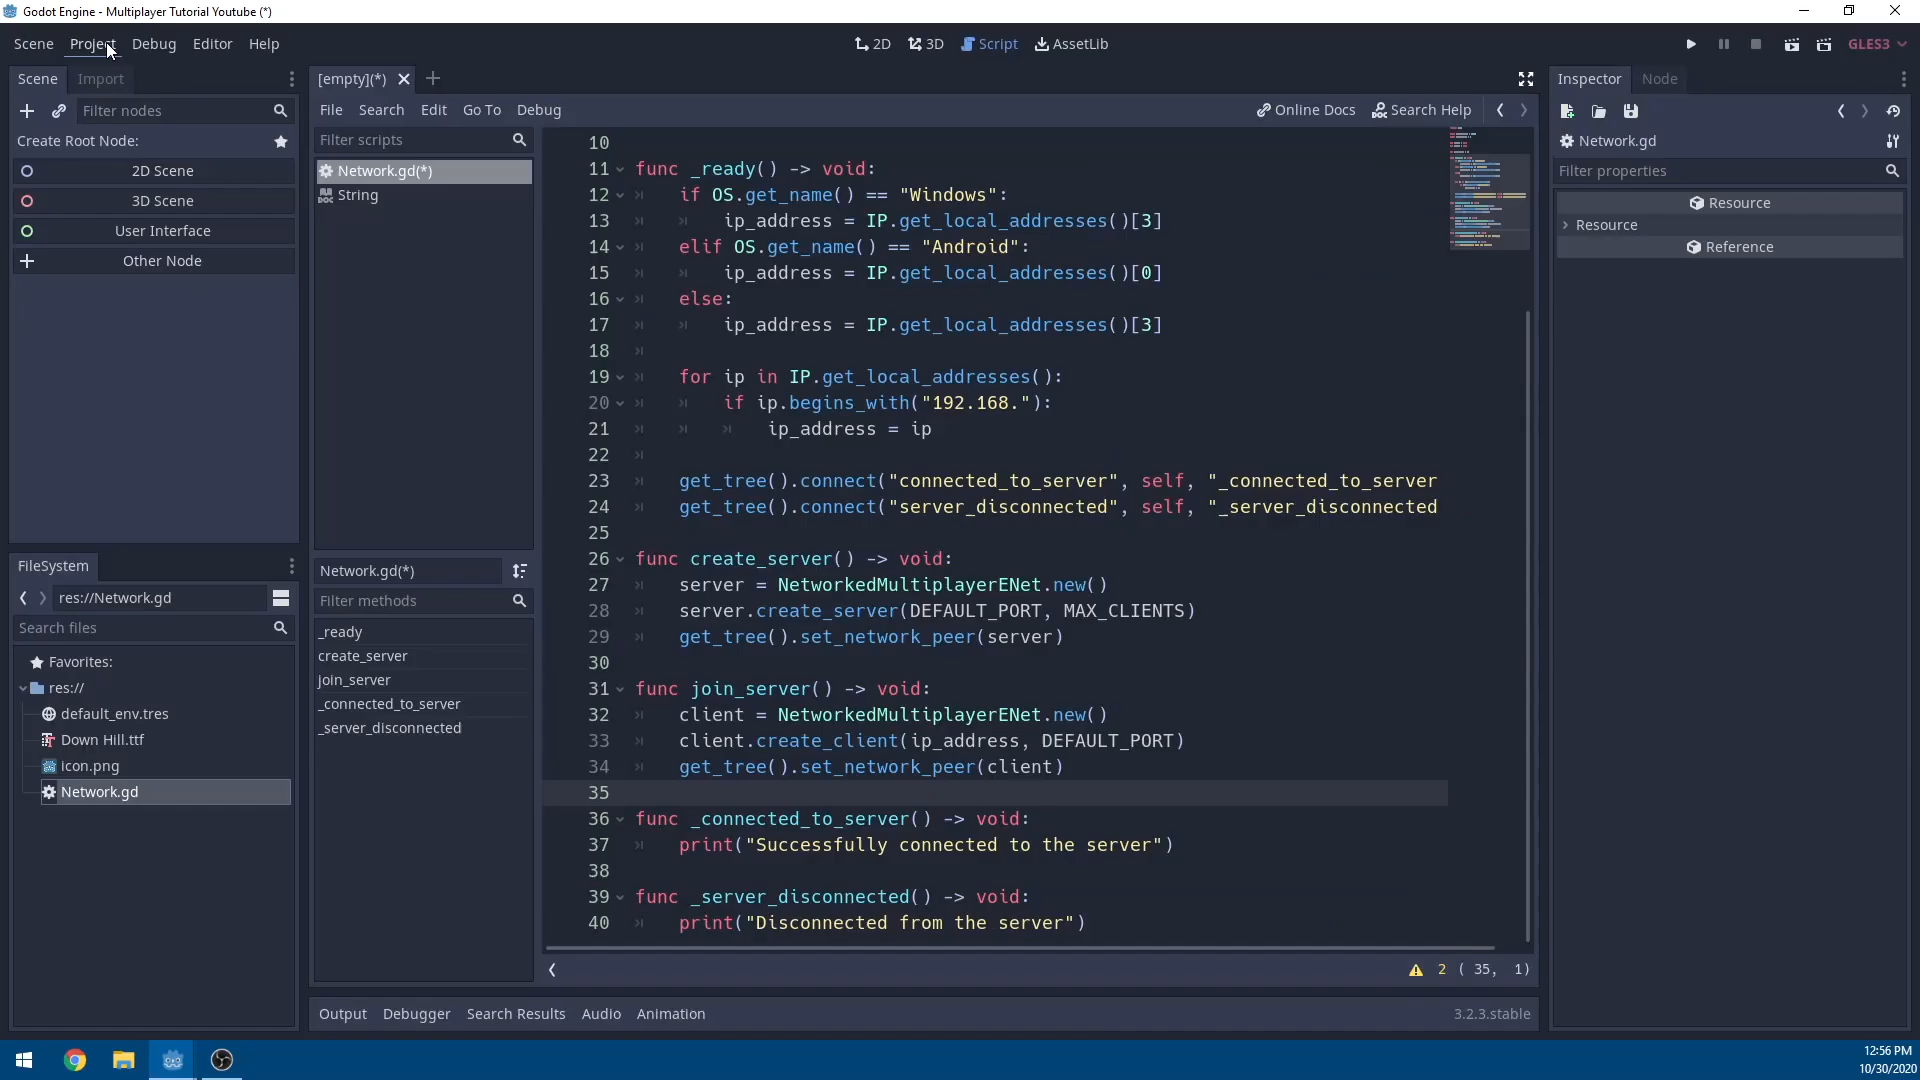 Godot Engine - Multiplayer Tutorial Youtube (*)
Scene Project Debug Editor Help
2D 3D Script AssetLib
GLES3
Scene Import
Filter nodes
Create Root Node:
2D Scene
3D Scene
User Interface
Other Node
FileSystem
res://Network.gd
Search files
Favorites:
res://
default_env.tres
Down Hill.ttf
icon.png
Network.gd
[empty](*)
File Search Edit Go To Debug
Online Docs Search Help
Filter scripts
Network.gd(*)
String
Network.gd(*)
Filter methods
_ready
create_server
join_server
_connected_to_server
_server_disconnected
10
11 func _ready() -> void:
12 if OS.get_name() == "Windows":
13 ip_address = IP.get_local_addresses()[3]
14 elif OS.get_name() == "Android":
15 ip_address = IP.get_local_addresses()[0]
16 else:
17 ip_address = IP.get_local_addresses()[3]
18
19 for ip in IP.get_local_addresses():
20 if ip.begins_with("192.168."):
21 ip_address = ip
22
23 get_tree().connect("connected_to_server", self, "_connected_to_server
24 get_tree().connect("server_disconnected", self, "_server_disconnected
25
26 func create_server() -> void:
27 server = NetworkedMultiplayerENet.new()
28 server.create_server(DEFAULT_PORT, MAX_CLIENTS)
29 get_tree().set_network_peer(server)
30
31 func join_server() -> void:
32 client = NetworkedMultiplayerENet.new()
33 client.create_client(ip_address, DEFAULT_PORT)
34 get_tree().set_network_peer(client)
35
36 func _connected_to_server() -> void:
37 print("Successfully connected to the server")
38
39 func _server_disconnected() -> void:
40 print("Disconnected from the server")
2 ( 35, 1)
Output Debugger Search Results Audio Animation
3.2.3.stable
Inspector Node
Network.gd
Filter properties
Resource
Resource
Reference
12:56 PM
10/30/2020